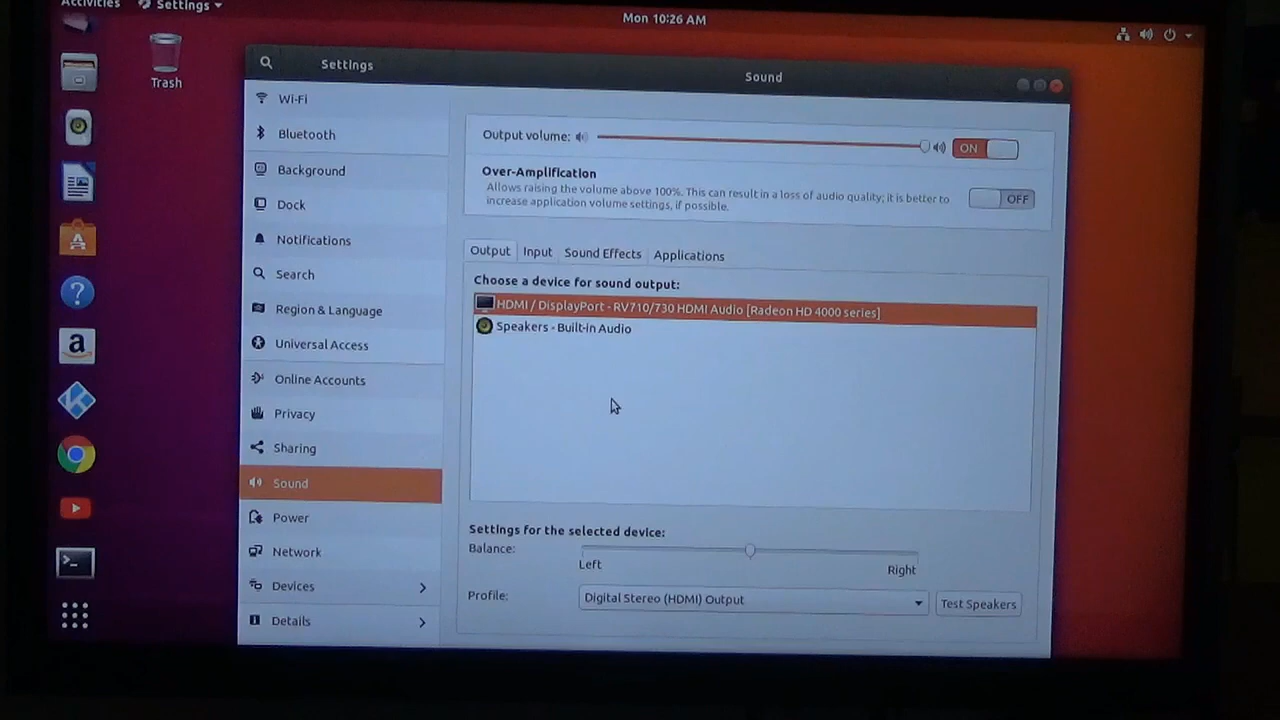 Activities Settings
Mon 10:26 AM
Trash
Settings
Sound
Wi-Fi
Bluetooth
Background
Dock
Notifications
Search
Region & Language
Universal Access
Online Accounts
Privacy
Sharing
Sound
Power
Network
Devices
Details
Output volume: ON
Over-Amplification
Allows raising the volume above 100%. This can result in a loss of audio quality; it is better to
increase application volume settings, if possible.
OFF
Output Input Sound Effects Applications
Choose a device for sound output:
HDMI / DisplayPort - RV710/730 HDMI Audio [Radeon HD 4000 series]
Speakers - Built-in Audio
Settings for the selected device:
Balance:
Left Right
Profile: Digital Stereo (HDMI) Output Test Speakers